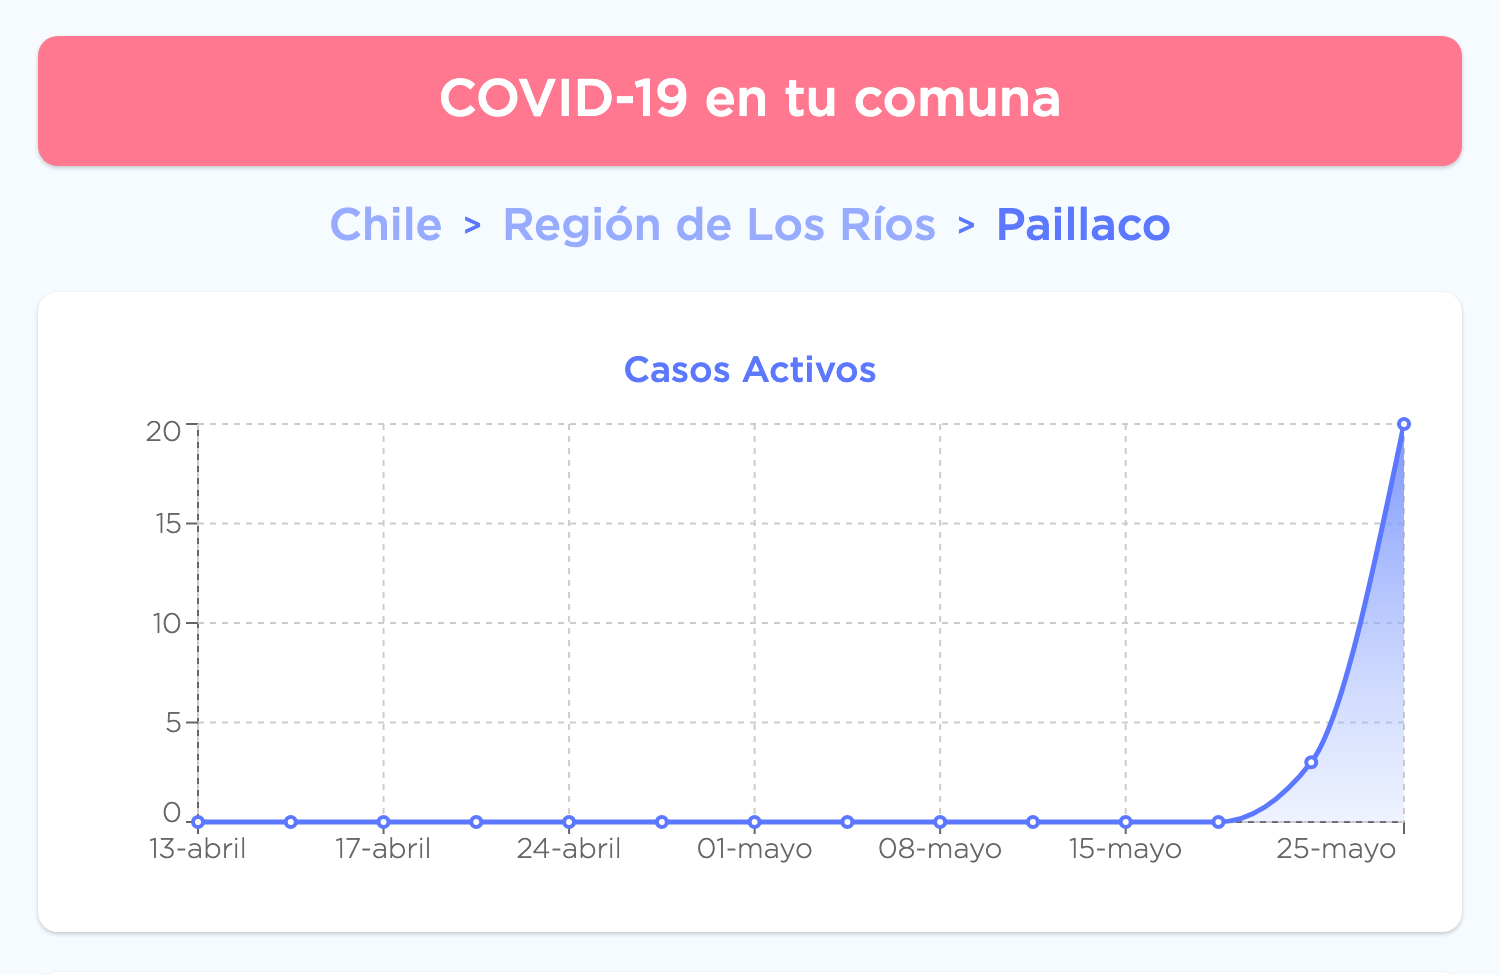 COVID-19 en tu comuna
Chile > Región de Los Ríos > Paillaco
Casos Activos
20
15
10
5
0
13-abril 17-abril 24-abril 01-mayo 08-mayo 15-mayo 25-mayo